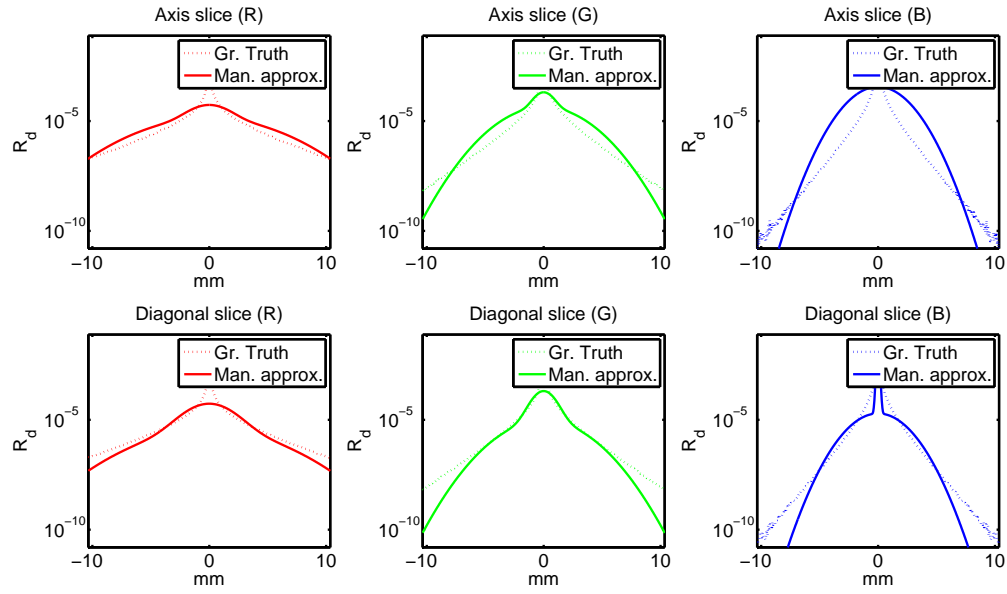 Axis slice (R)
Gr. Truth
Man. approx.
R_d
10^−5
10^−10
−10 0 10
mm
Axis slice (G)
Gr. Truth
Man. approx.
R_d
10^−5
10^−10
−10 0 10
mm
Axis slice (B)
Gr. Truth
Man. approx.
R_d
10^−5
10^−10
−10 0 10
mm
Diagonal slice (R)
Gr. Truth
Man. approx.
R_d
10^−5
10^−10
−10 0 10
mm
Diagonal slice (G)
Gr. Truth
Man. approx.
R_d
10^−5
10^−10
−10 0 10
mm
Diagonal slice (B)
Gr. Truth
Man. approx.
R_d
10^−5
10^−10
−10 0 10
mm